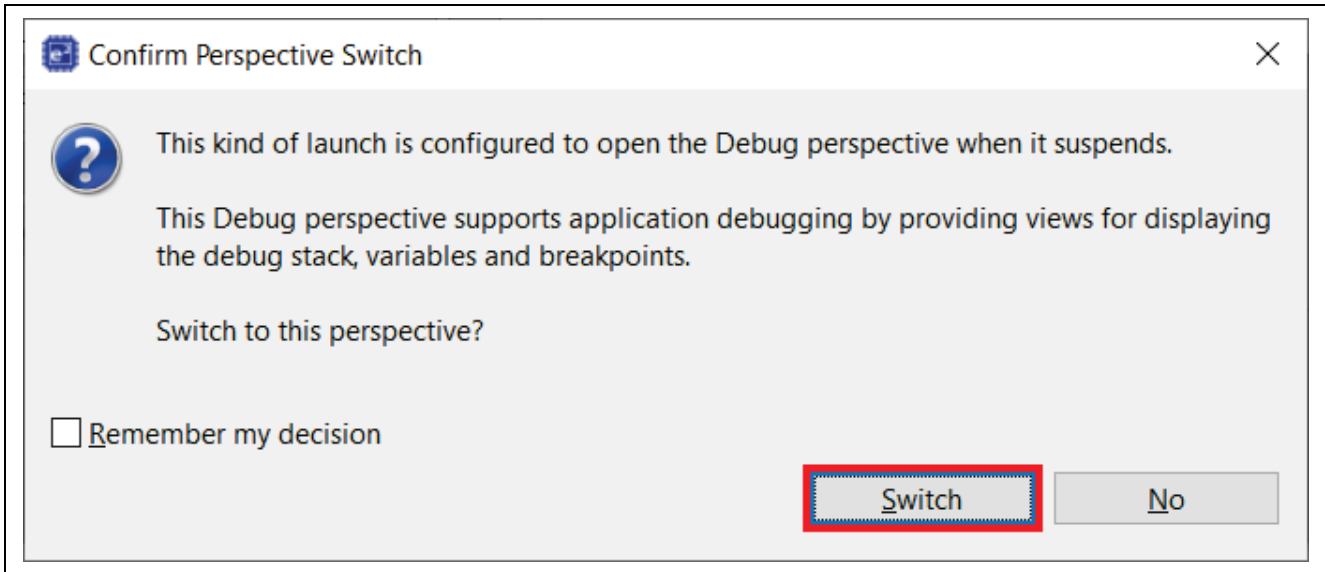 e²
Confirm Perspective Switch
This kind of launch is configured to open the Debug perspective when it suspends.
This Debug perspective supports application debugging by providing views for displaying
the debug stack, variables and breakpoints.
Switch to this perspective?
Remember my decision
Switch
No